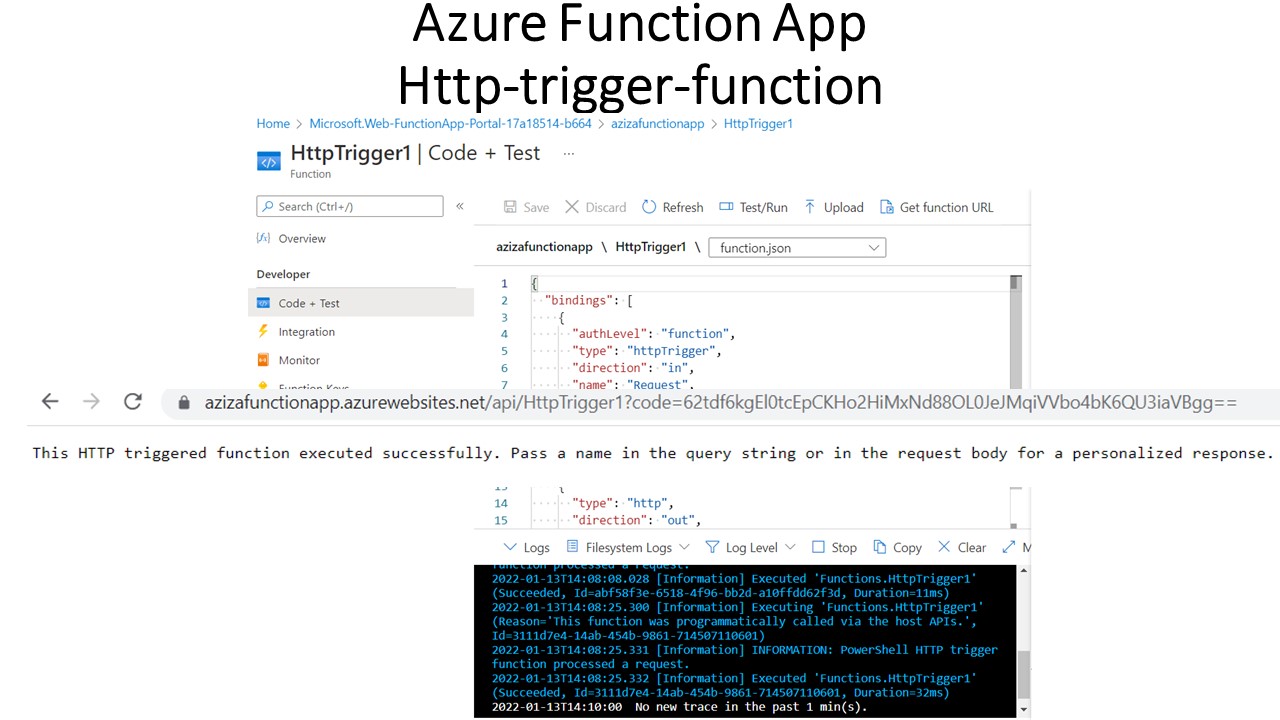 Azure Function App
Http-trigger-function
Home > Microsoft.Web-FunctionApp-Portal-17a18514-b664 > azizafunctionapp > HttpTrigger1
HttpTrigger1 | Code + Test ...
Function
Search (Ctrl+/) «
Save Discard Refresh Test/Run Upload Get function URL
Overview
azizafunctionapp \ HttpTrigger1 \ function.json
Developer
Code + Test
Integration
Monitor
Function Keys
1 {
2 "bindings": [
3 {
4 "authLevel": "function",
5 "type": "httpTrigger",
6 "direction": "in",
7 "name": "Request",
azizafunctionapp.azurewebsites.net/api/HttpTrigger1?code=62tdf6kgEl0tcEpCKHo2HiMxNd88OL0JeJMqiVVbo4bK6QU3iaVBgg==
This HTTP triggered function executed successfully. Pass a name in the query string or in the request body for a personalized response.
13 {
14 "type": "http",
15 "direction": "out",
Logs Filesystem Logs Log Level Stop Copy Clear M
function processed a request.
2022-01-13T14:08:08.028 [Information] Executed 'Functions.HttpTrigger1'
(Succeeded, Id=abf58f3e-6518-4f96-bb2d-a10ffdd62f3d, Duration=11ms)
2022-01-13T14:08:25.300 [Information] Executing 'Functions.HttpTrigger1'
(Reason='This function was programmatically called via the host APIs.',
Id=3111d7e4-14ab-454b-9861-714507110601)
2022-01-13T14:08:25.331 [Information] INFORMATION: PowerShell HTTP trigger
function processed a request.
2022-01-13T14:08:25.332 [Information] Executed 'Functions.HttpTrigger1'
(Succeeded, Id=3111d7e4-14ab-454b-9861-714507110601, Duration=32ms)
2022-01-13T14:10:00 No new trace in the past 1 min(s).